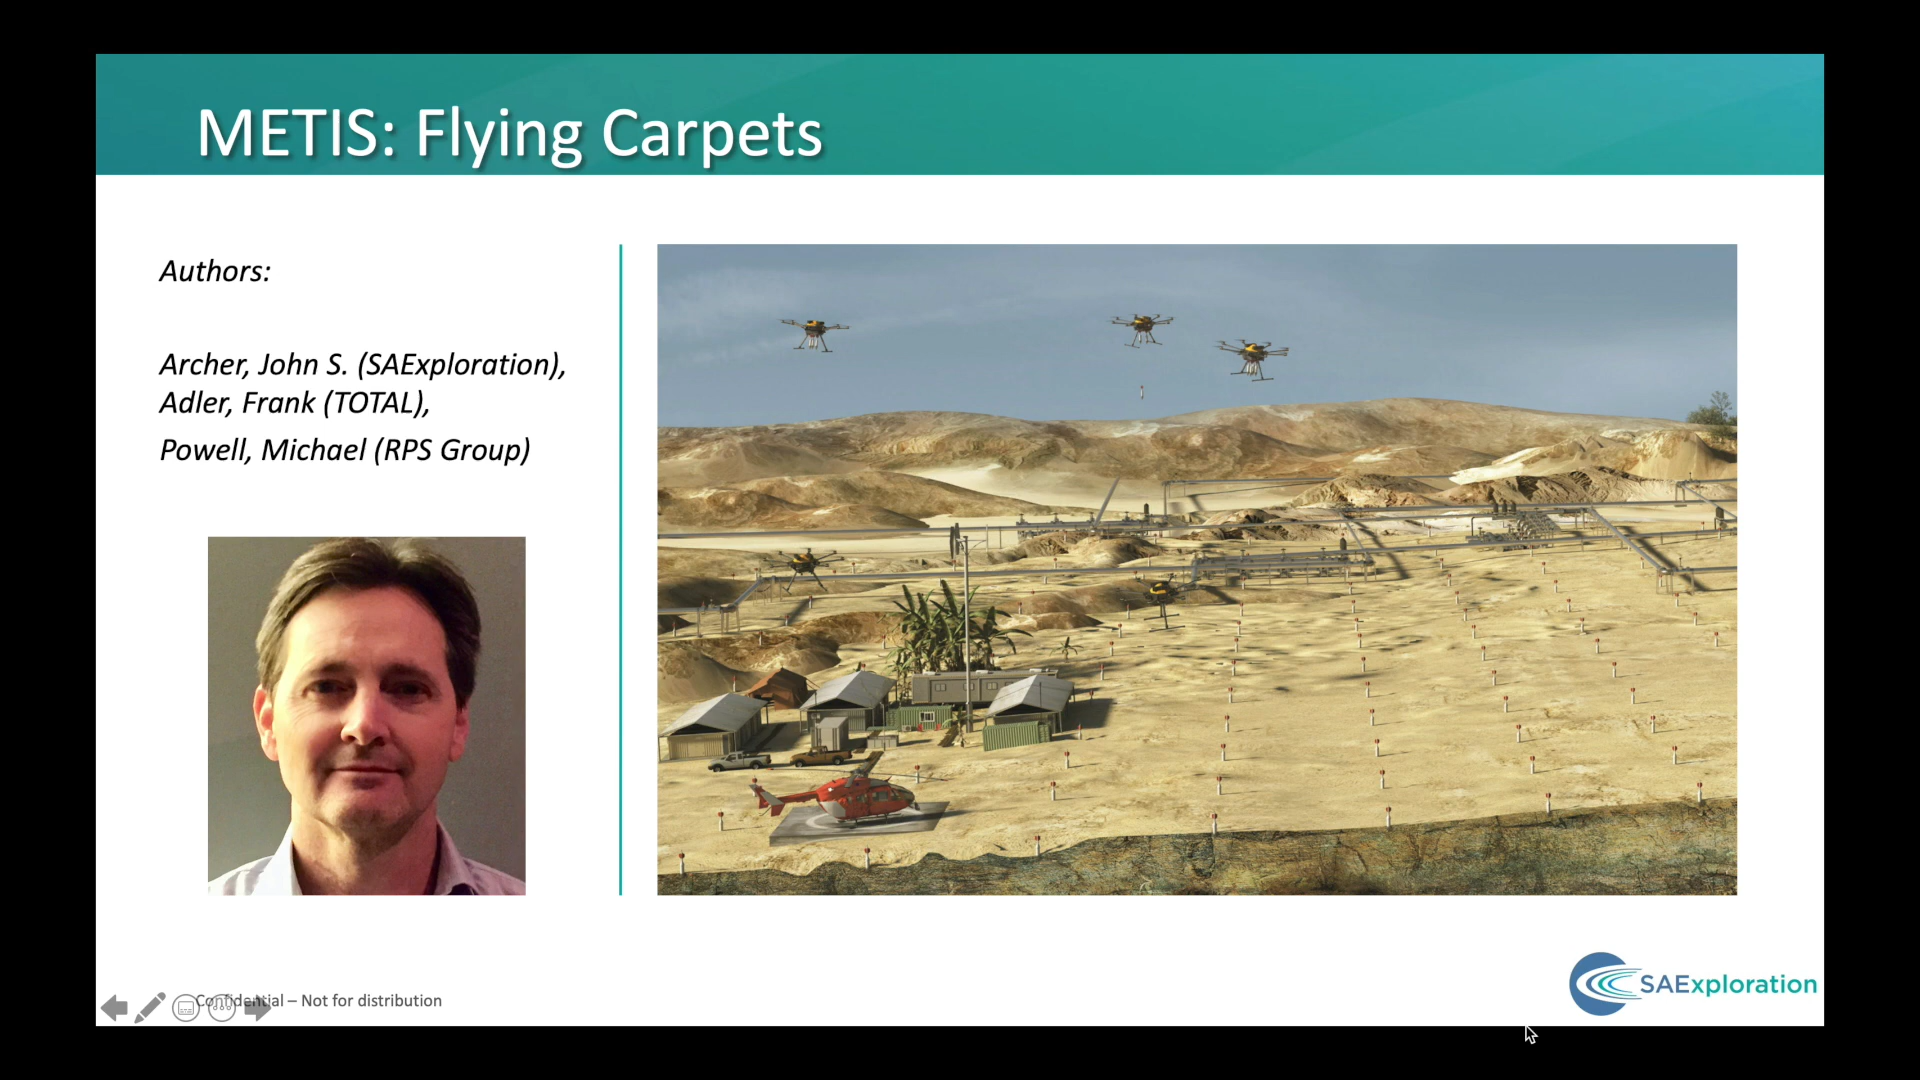 METIS: Flying Carpets
Authors:
Archer, John S. (SAExploration),
Adler, Frank (TOTAL),
Powell, Michael (RPS Group)
Confidential – Not for distribution
SAExploration